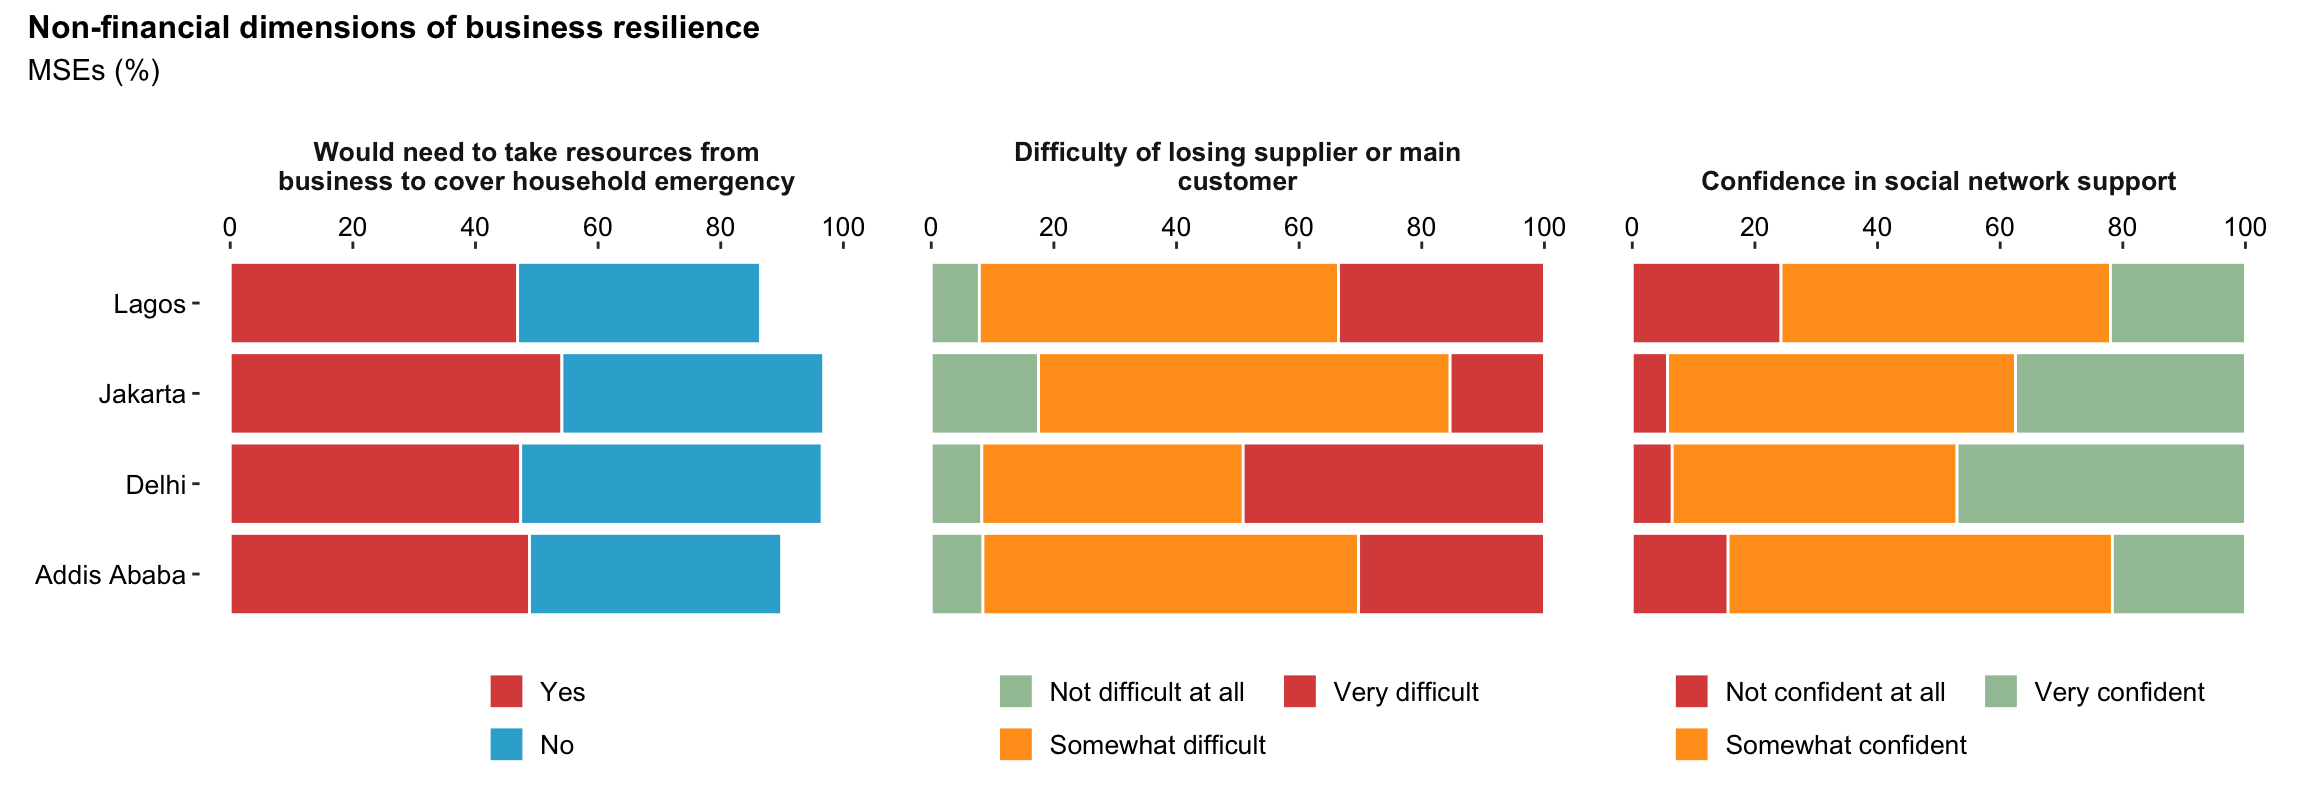 Non-financial dimensions of business resilience
MSEs (%)
Would need to take resources from
business to cover household emergency
Difficulty of losing supplier or main
customer
Confidence in social network support
0 20 40 60 80 100
0 20 40 60 80 100
0 20 40 60 80 100
Lagos
Jakarta
Delhi
Addis Ababa
Yes
No
Not difficult at all
Very difficult
Somewhat difficult
Not confident at all
Very confident
Somewhat confident